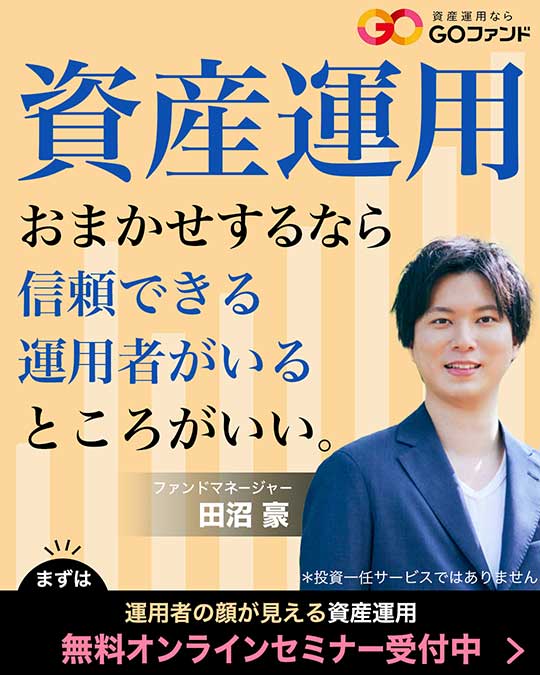 資産運用なら
GOファンド
資産運用
おまかせするなら
信頼できる
運用者がいる
ところがいい。
ファンドマネージャー
田沼 豪
*投資一任サービスではありません
まずは
運用者の顔が見える資産運用
無料オンラインセミナー受付中 >